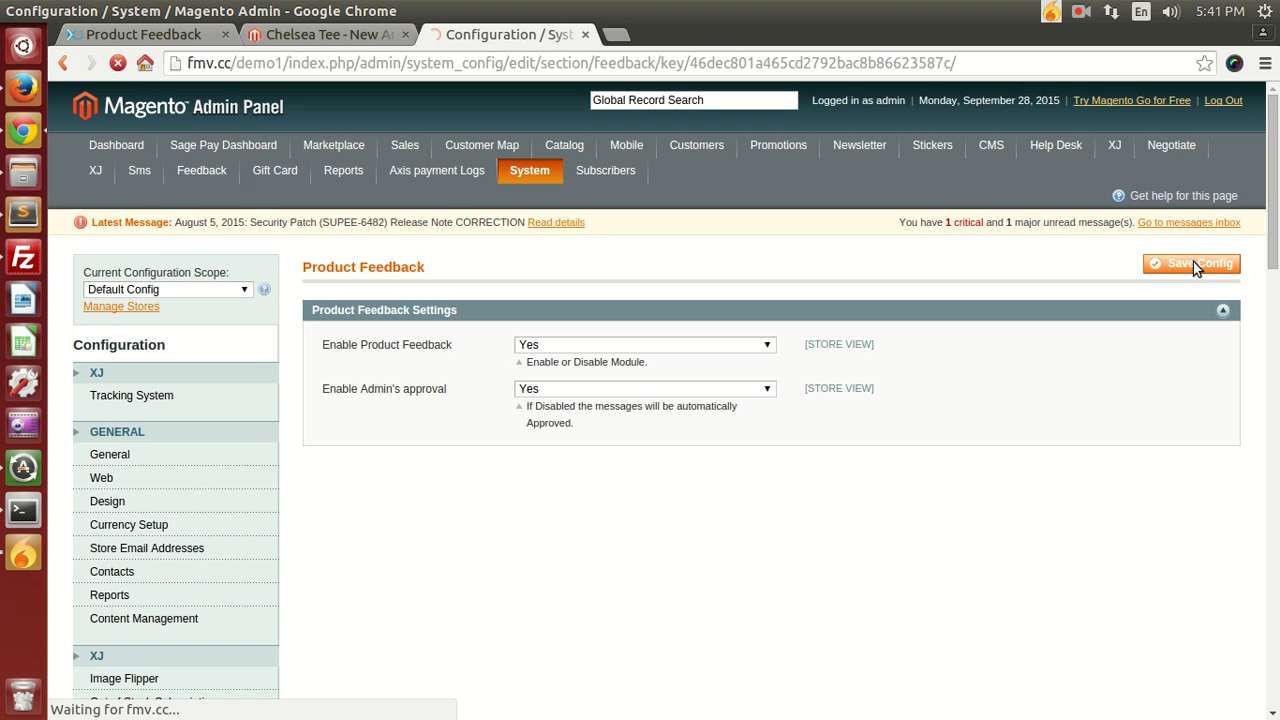 Configuration / System / Magento Admin - Google Chrome
En
5:41 PM
Product Feedback
Chelsea Tee - New Ar
Configuration / Syst
fmv.cc/demo1/index.php/admin/system_config/edit/section/feedback/key/46dec801a465cd2792bac8b86623587c/
Magento Admin Panel
Global Record Search
Logged in as admin | Monday, September 28, 2015 | Try Magento Go for Free | Log Out
Dashboard Sage Pay Dashboard Marketplace Sales Customer Map Catalog Mobile Customers Promotions Newsletter Stickers CMS Help Desk XJ Negotiate
XJ Sms Feedback Gift Card Reports Axis payment Logs System Subscribers
Get help for this page
Latest Message: August 5, 2015: Security Patch (SUPEE-6482) Release Note CORRECTION Read details
You have 1 critical and 1 major unread message(s). Go to messages inbox
Current Configuration Scope:
Default Config
Manage Stores
Configuration
XJ
Tracking System
GENERAL
General
Web
Design
Currency Setup
Store Email Addresses
Contacts
Reports
Content Management
XJ
Image Flipper
Product Feedback
Save Config
Product Feedback Settings
Enable Product Feedback Yes [STORE VIEW]
Enable or Disable Module.
Enable Admin's approval Yes [STORE VIEW]
If Disabled the messages will be automatically
Approved.
Waiting for fmv.cc...